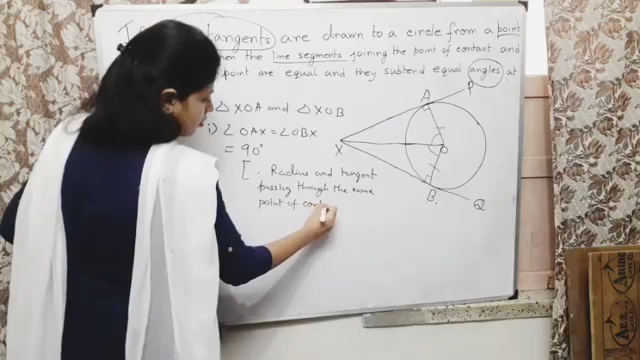 tangents are drawn to a circle from a point
then the line segments joining the point of contact and
point are equal and they subtend equal angles at
△ XOA and △ XOB
i) ∠OAX = ∠OBX
= 90°
[∵ Radius and tangent
passing through the same
point of con
A
P
X
O
B
Q